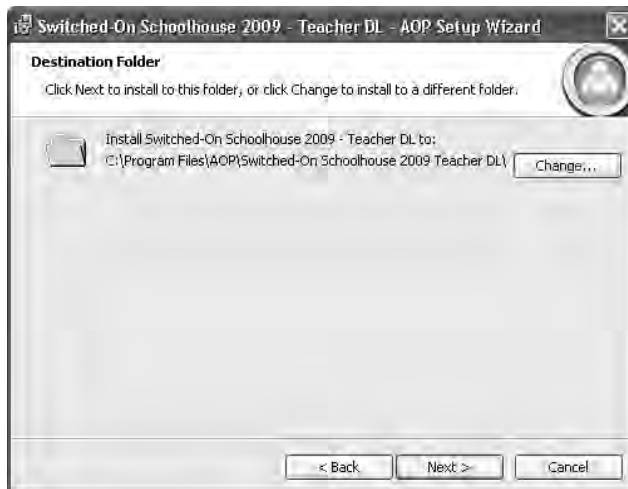 Switched-On Schoolhouse 2009 - Teacher DL - AOP Setup Wizard
Destination Folder
Click Next to install to this folder, or click Change to install to a different folder.
Install Switched-On Schoolhouse 2009 - Teacher DL to:
C:\Program Files\AOP\Switched-On Schoolhouse 2009 Teacher DL\
Change...
< Back
Next >
Cancel